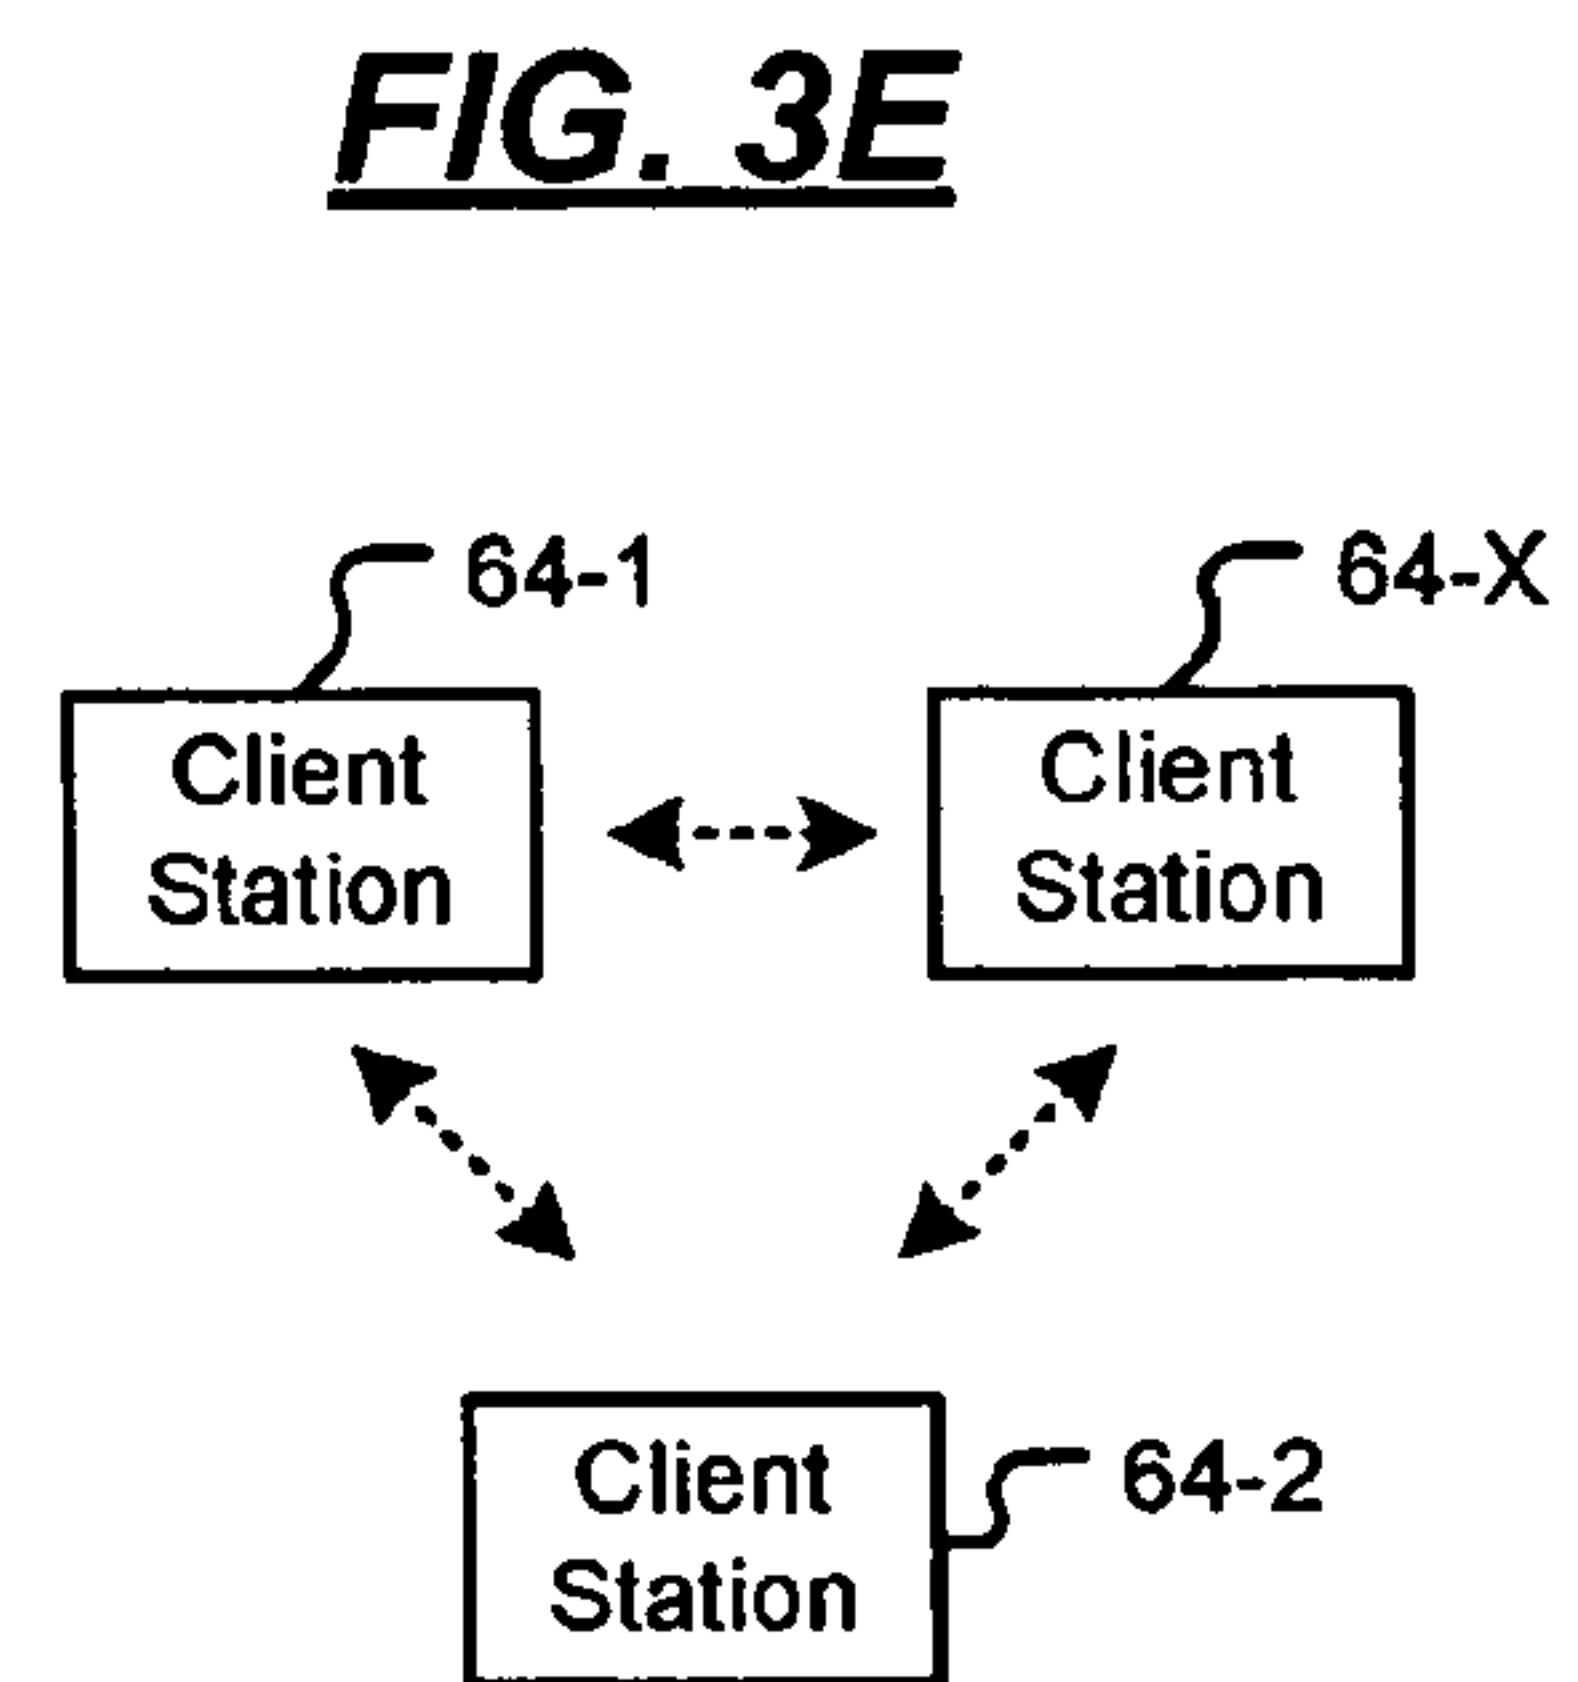 FIG. 3E
64-1
64-X
Client
Station
Client
Station
Client
Station
64-2